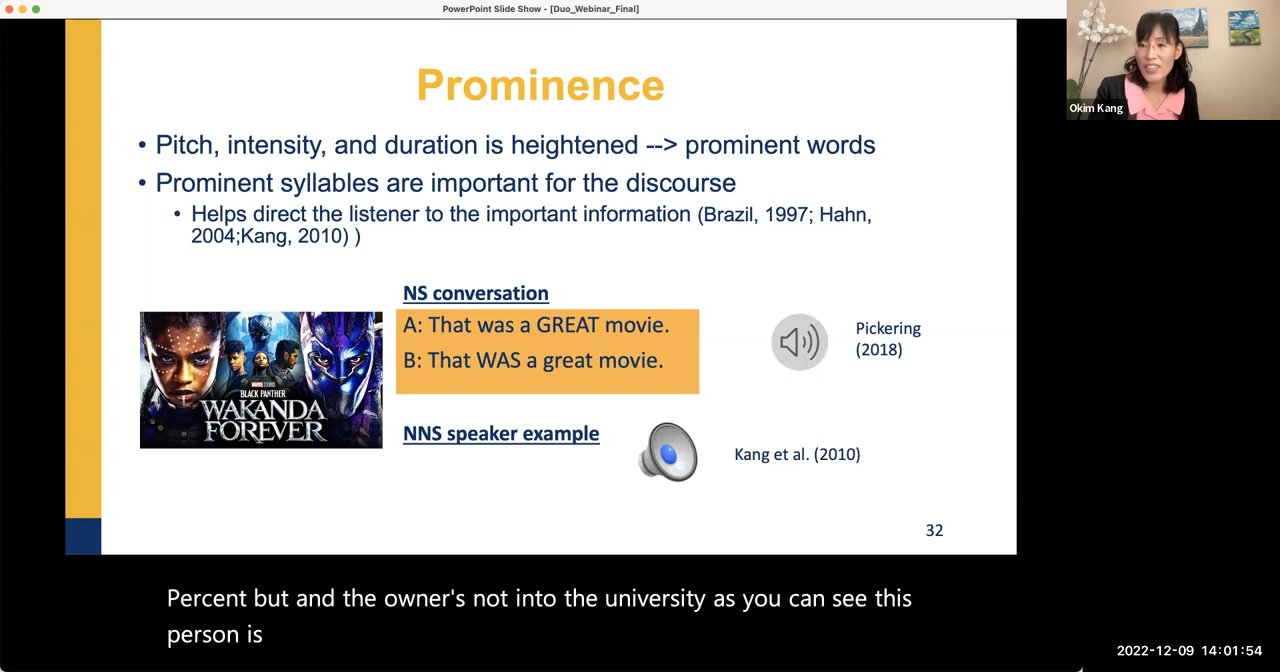 PowerPoint Slide Show - [Duo_Webinar_Final]
Okim Kang
Prominence
• Pitch, intensity, and duration is heightened --> prominent words
• Prominent syllables are important for the discourse
• Helps direct the listener to the important information (Brazil, 1997; Hahn,
2004;Kang, 2010) )
NS conversation
A: That was a GREAT movie.
B: That WAS a great movie.
Pickering
(2018)
MARVEL STUDIOS
BLACK PANTHER
WAKANDA
FOREVER
NNS speaker example
Kang et al. (2010)
32
Percent but and the owner's not into the university as you can see this
person is
2022-12-09 14:01:54